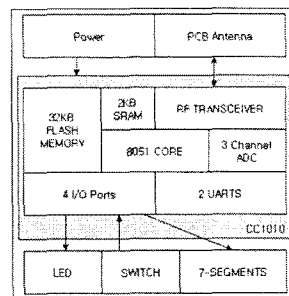 Power
PCB Antenna
32KB
FLASH
MEMORY
2KB
SRAM
RF TRANSCEIVER
8051 CORE
3 Channel
ADC
4 I/O Ports
2 UARTS
CC1010
LED
SWITCH
7-SEGMENTS